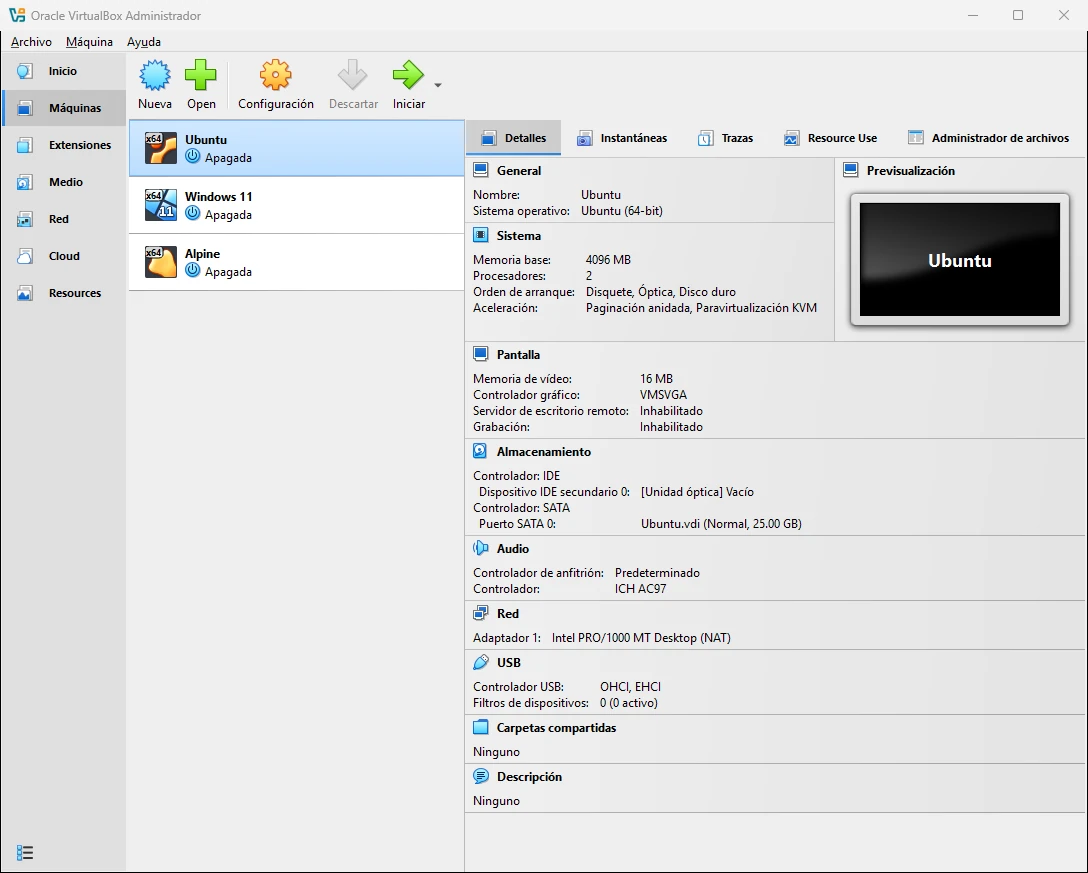 Oracle VirtualBox Administrador
Archivo Máquina Ayuda
Inicio
Máquinas
Extensiones
Medio
Red
Cloud
Resources
Nueva Open Configuración Descartar Iniciar
x64 Ubuntu
Apagada
x64 11 Windows 11
Apagada
x64 Alpine
Apagada
Detalles Instantáneas Trazas Resource Use Administrador de archivos
General
Nombre: Ubuntu
Sistema operativo: Ubuntu (64-bit)
Sistema
Memoria base: 4096 MB
Procesadores: 2
Orden de arranque: Disquete, Óptica, Disco duro
Aceleración: Paginación anidada, Paravirtualización KVM
Previsualización
Ubuntu
Pantalla
Memoria de vídeo: 16 MB
Controlador gráfico: VMSVGA
Servidor de escritorio remoto: Inhabilitado
Grabación: Inhabilitado
Almacenamiento
Controlador: IDE
Dispositivo IDE secundario 0: [Unidad óptica] Vacío
Controlador: SATA
Puerto SATA 0: Ubuntu.vdi (Normal, 25.00 GB)
Audio
Controlador de anfitrión: Predeterminado
Controlador: ICH AC97
Red
Adaptador 1: Intel PRO/1000 MT Desktop (NAT)
USB
Controlador USB: OHCI, EHCI
Filtros de dispositivos: 0 (0 activo)
Carpetas compartidas
Ninguno
Descripción
Ninguno